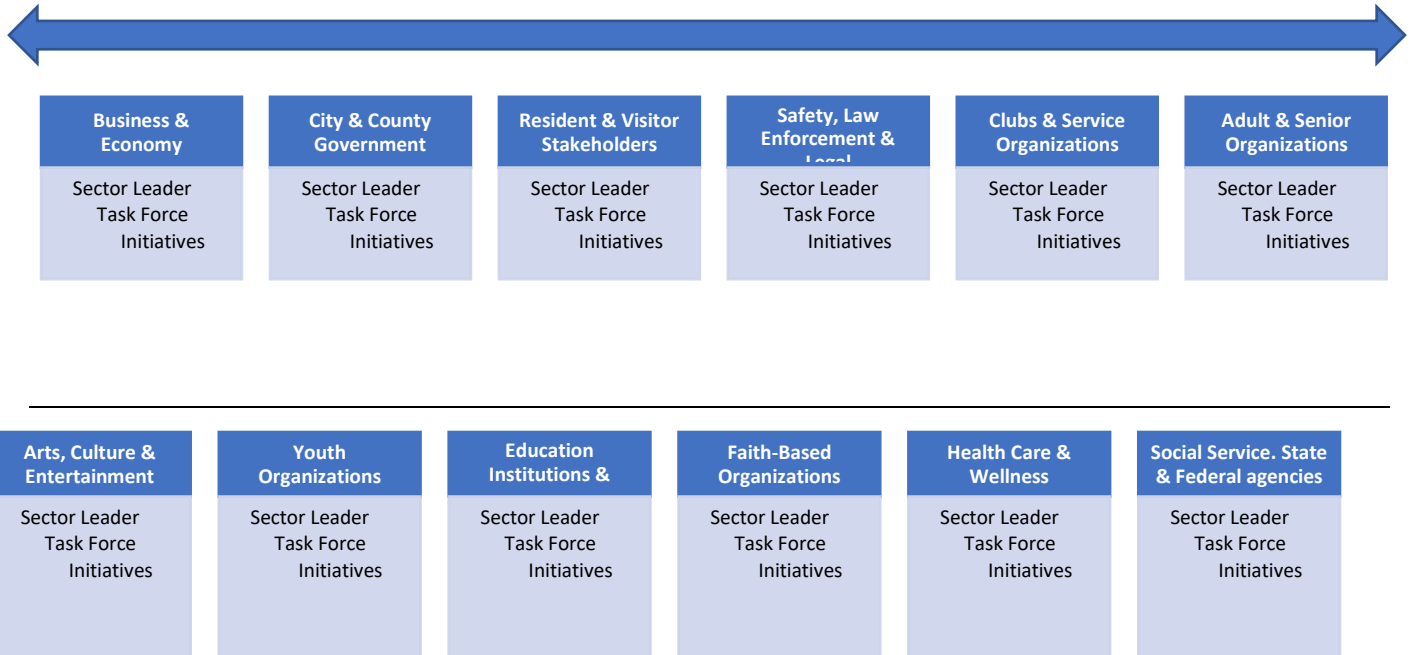 Business &
Economy
Sector Leader
Task Force
Initiatives
City & County
Government
Sector Leader
Task Force
Initiatives
Resident & Visitor
Stakeholders
Sector Leader
Task Force
Initiatives
Safety, Law
Enforcement &
Legal
Sector Leader
Task Force
Initiatives
Clubs & Service
Organizations
Sector Leader
Task Force
Initiatives
Adult & Senior
Organizations
Sector Leader
Task Force
Initiatives
Arts, Culture &
Entertainment
Sector Leader
Task Force
Initiatives
Youth
Organizations
Sector Leader
Task Force
Initiatives
Education
Institutions &
Sector Leader
Task Force
Initiatives
Faith-Based
Organizations
Sector Leader
Task Force
Initiatives
Health Care &
Wellness
Sector Leader
Task Force
Initiatives
Social Service. State
& Federal agencies
Sector Leader
Task Force
Initiatives